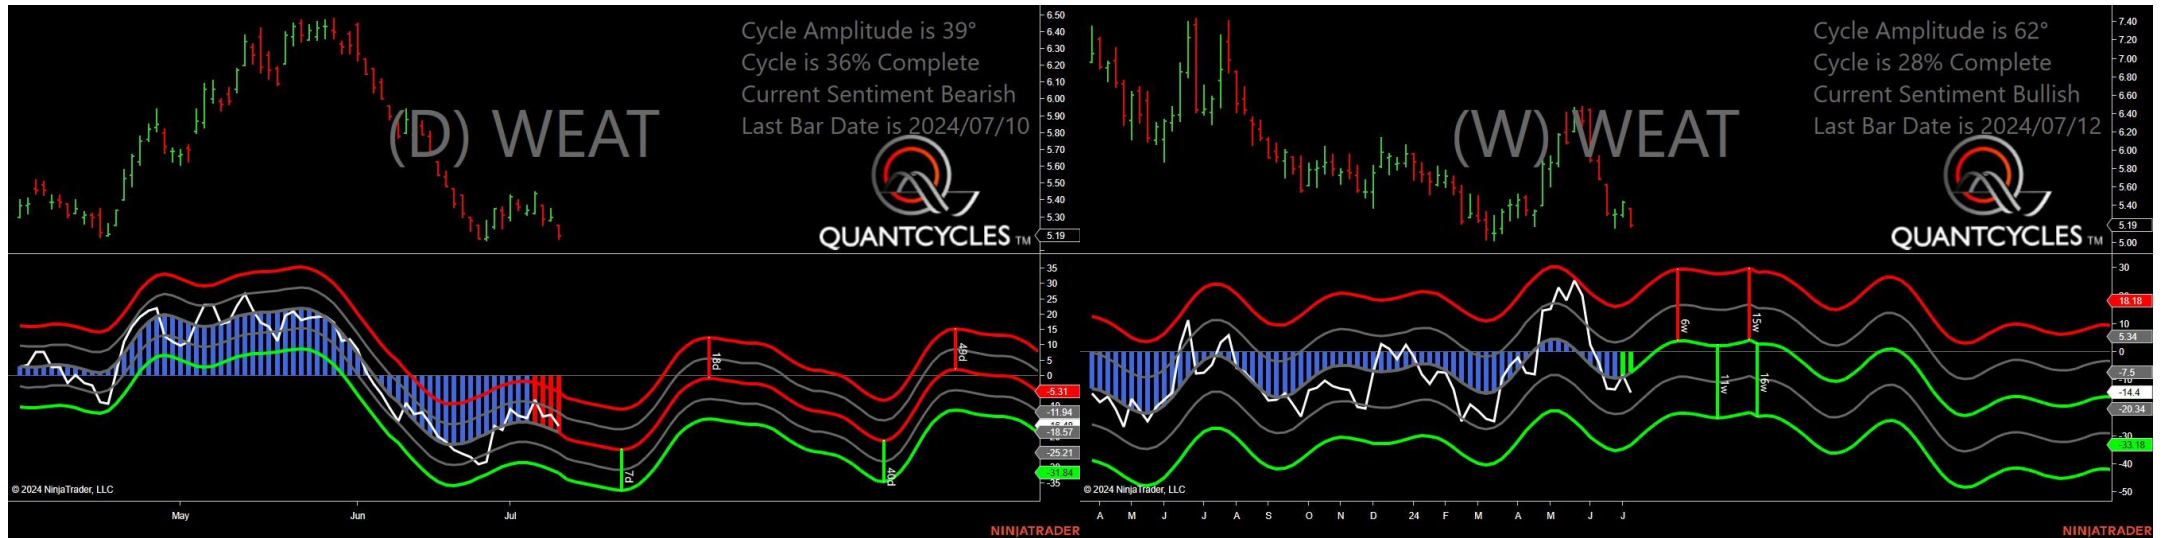 Cycle Amplitude is 39°
Cycle is 36% Complete
Current Sentiment Bearish
Last Bar Date is 2024/07/10
(D) WEAT
QUANTCYCLES TM
6.50
6.40
6.30
6.20
6.10
6.00
5.90
5.80
5.70
5.60
5.50
5.40
5.30
5.19
35
30
25
20
15
10
5
0
-5.31
-11.94
-18.57
-25.21
-31.84
-35
18d
49d
7d
40d
© 2024 NinjaTrader, LLC
May Jun Jul
NINJATRADER
Cycle Amplitude is 62°
Cycle is 28% Complete
Current Sentiment Bullish
Last Bar Date is 2024/07/12
(W) WEAT
QUANTCYCLES TM
7.40
7.20
7.00
6.80
6.60
6.40
6.20
6.00
5.80
5.60
5.40
5.19
5.00
30
18.18
10
5.34
0
-7.5
-14.4
-20.34
-33.18
-40
-50
6w
15w
11w
16w
© 2024 NinjaTrader, LLC
A M J J A S O N D 24 F M A M J J
NINJATRADER